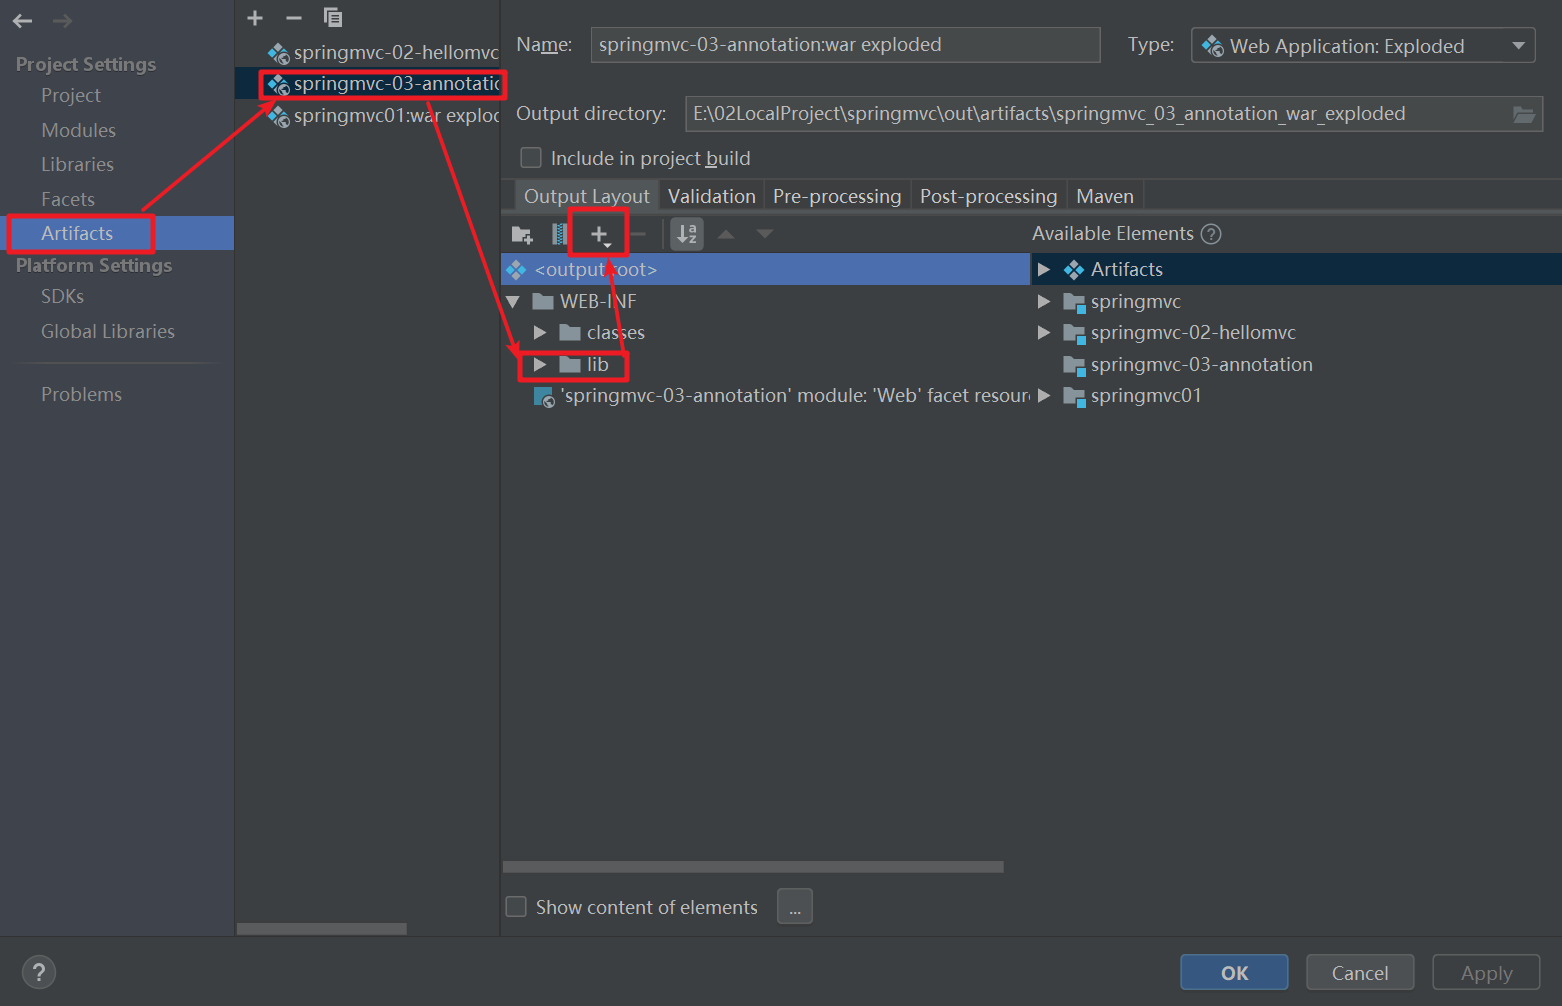 Project Settings
Project
Modules
Libraries
Facets
Artifacts
Platform Settings
SDKs
Global Libraries
Problems
springmvc-02-hellomvc
springmvc-03-annotatio
springmvc01:war explod
Name: springmvc-03-annotation:war exploded
Type: Web Application: Exploded
Output directory: E:\02LocalProject\springmvc\out\artifacts\springmvc_03_annotation_war_exploded
Include in project build
Output Layout Validation Pre-processing Post-processing Maven
Available Elements ?
<output root>
WEB-INF
classes
lib
'springmvc-03-annotation' module: 'Web' facet resour
Artifacts
springmvc
springmvc-02-hellomvc
springmvc-03-annotation
springmvc01
Show content of elements ...
? OK Cancel Apply